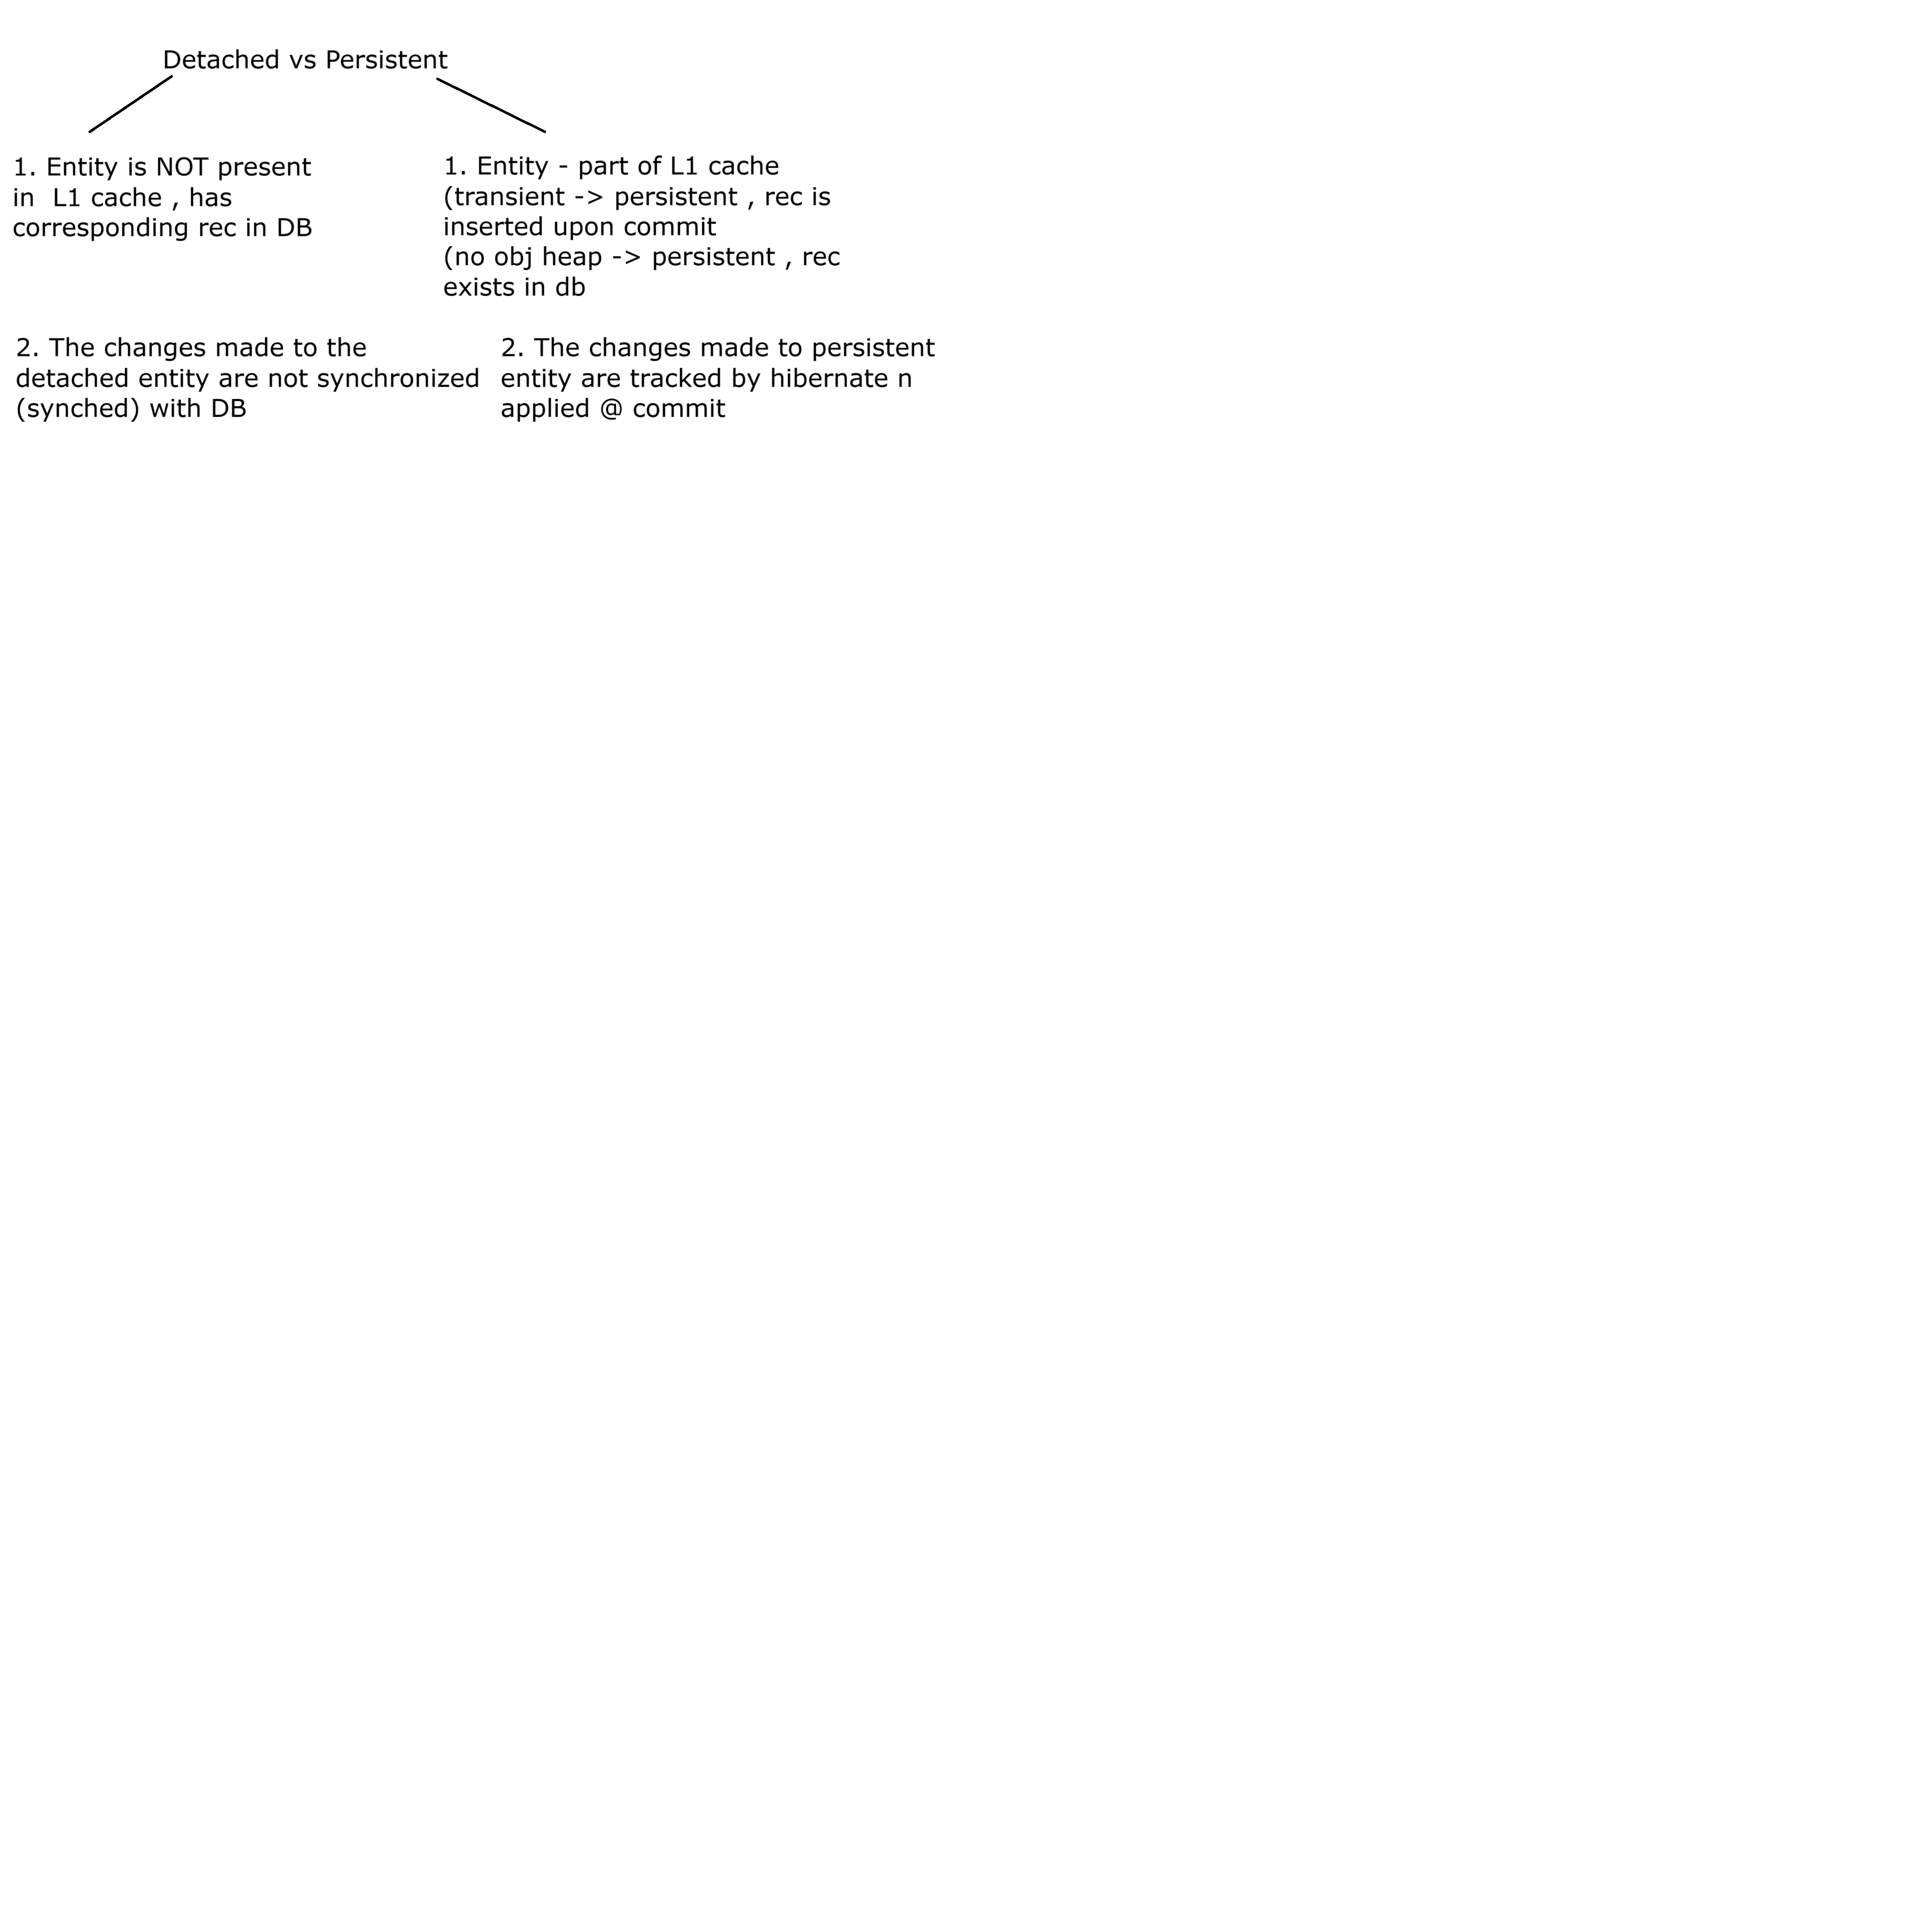 Detached vs Persistent
1. Entity is NOT present
in  L1 cache , has
corresponding rec in DB
1. Entity - part of L1 cache
(transient -> persistent , rec is
inserted upon commit
(no obj heap -> persistent , rec
exists in db
2. The changes made to the
detached entity are not synchronized
(synched) with DB
2. The changes made to persistent
entity are tracked by hibernate n
applied @ commit